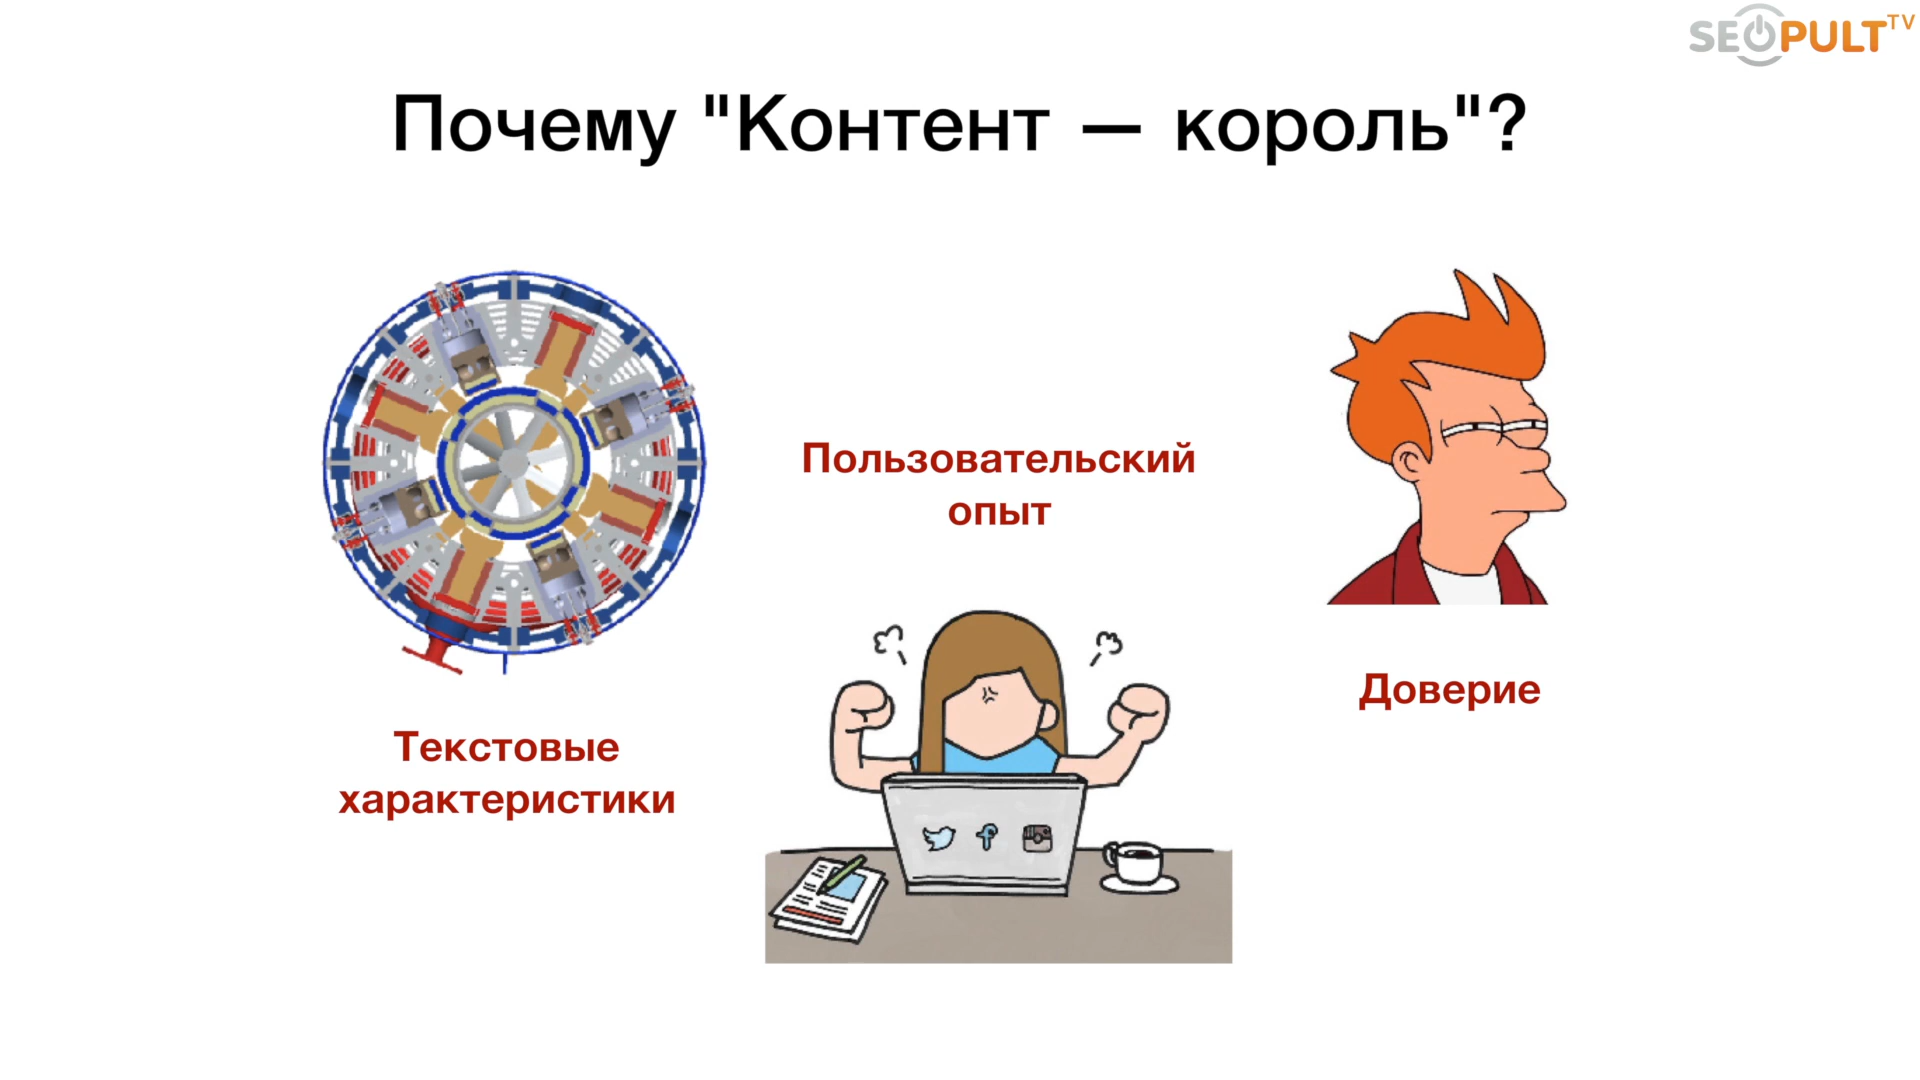 SEOPULT TV
Почему "Контент — король"?
Пользовательский
опыт
Доверие
Текстовые
характеристики